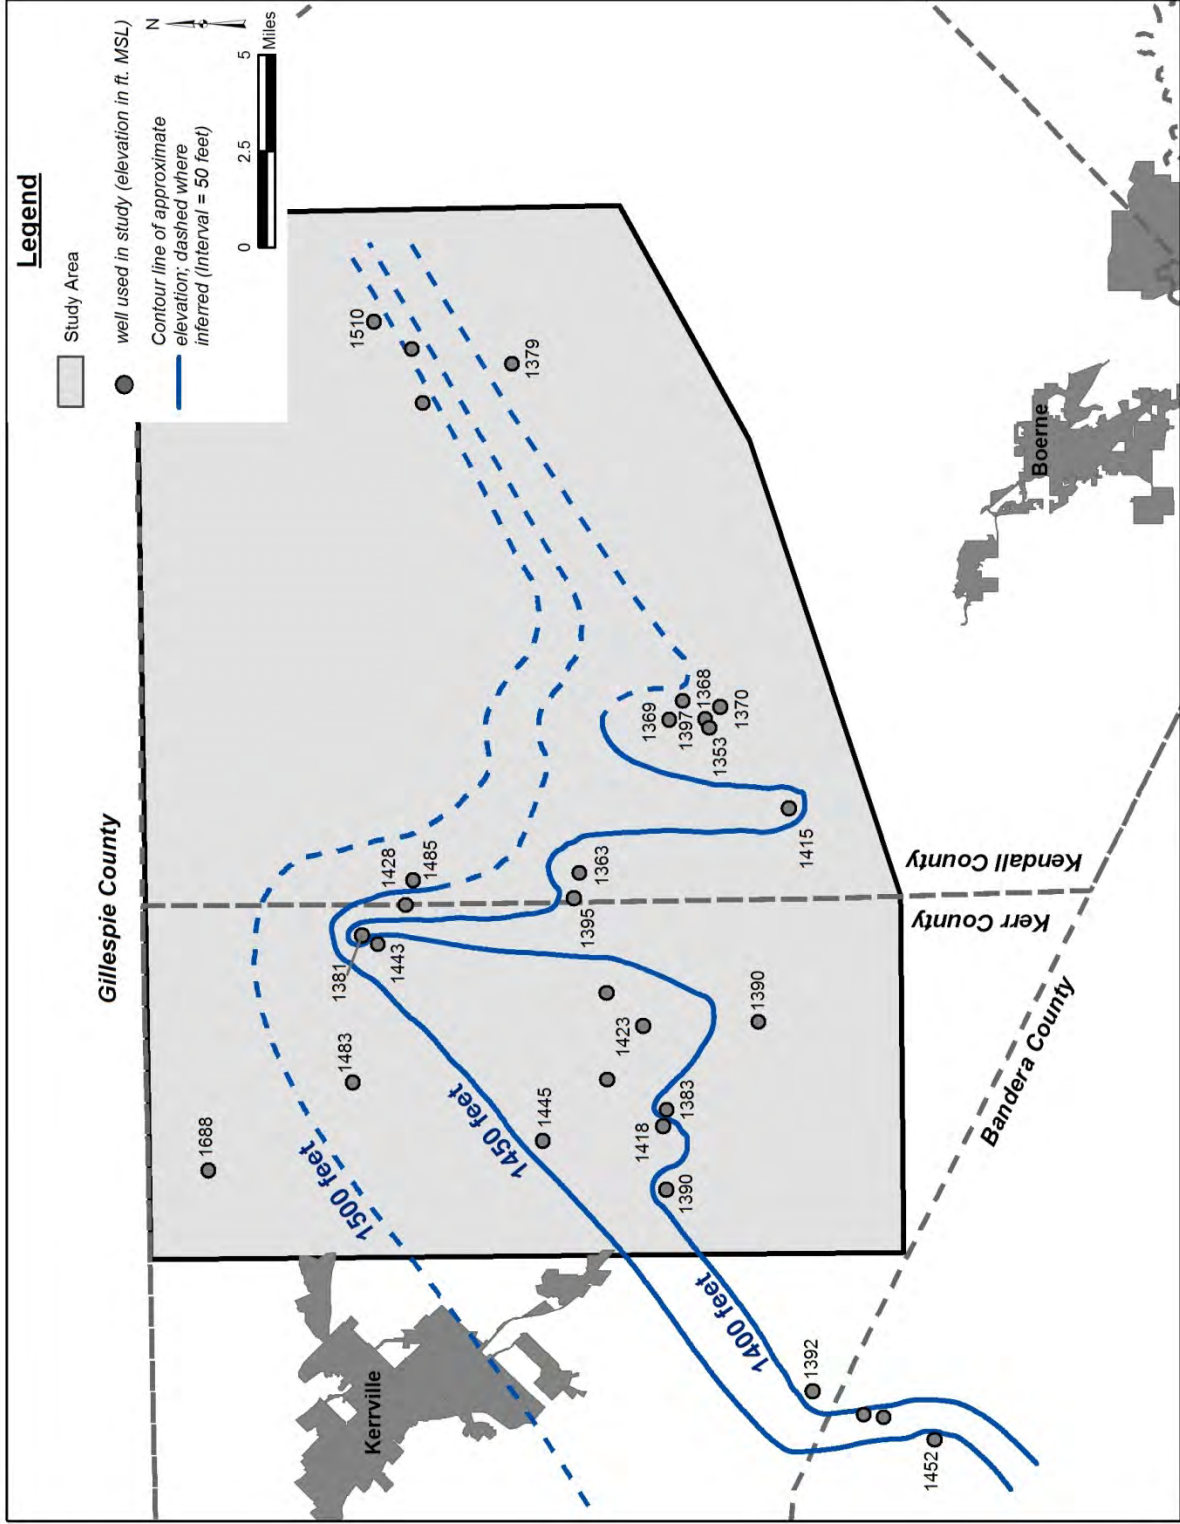 Legend
Study Area
well used in study (elevation in ft. MSL)
Contour line of approximate
elevation; dashed where
inferred (Interval = 50 feet)
N
0 2.5 5
Miles
Gillespie County
1688
1483
1500 feet
1450 feet
1445
1381
1443
1428
1485
1510
1379
1423
1418
1383
1390
1390
1395
1363
1369
1397
1368
1353
1370
1415
1400 feet
1392
1452
Kerrville
Boerne
Kerr County
Kendall County
Bandera County